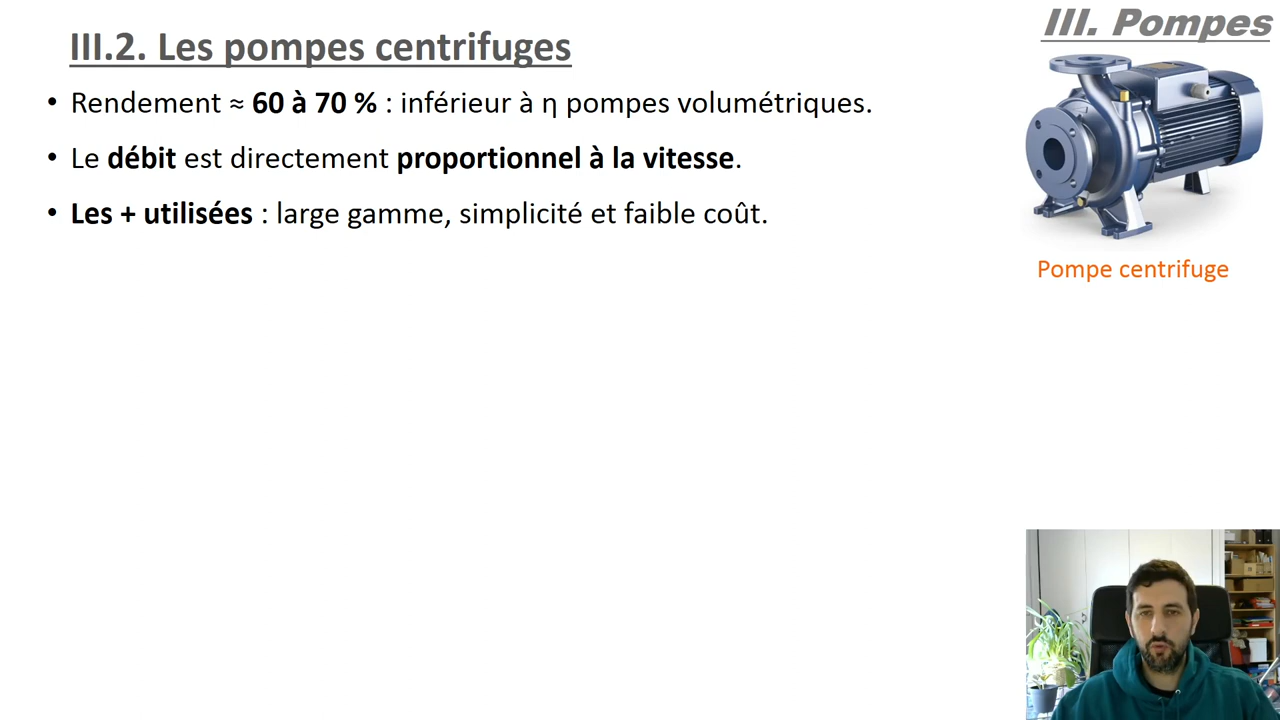 III. Pompes
III.2. Les pompes centrifuges
• Rendement ≈ 60 à 70 % : inférieur à η pompes volumétriques.
• Le débit est directement proportionnel à la vitesse.
• Les + utilisées : large gamme, simplicité et faible coût.
Pompe centrifuge